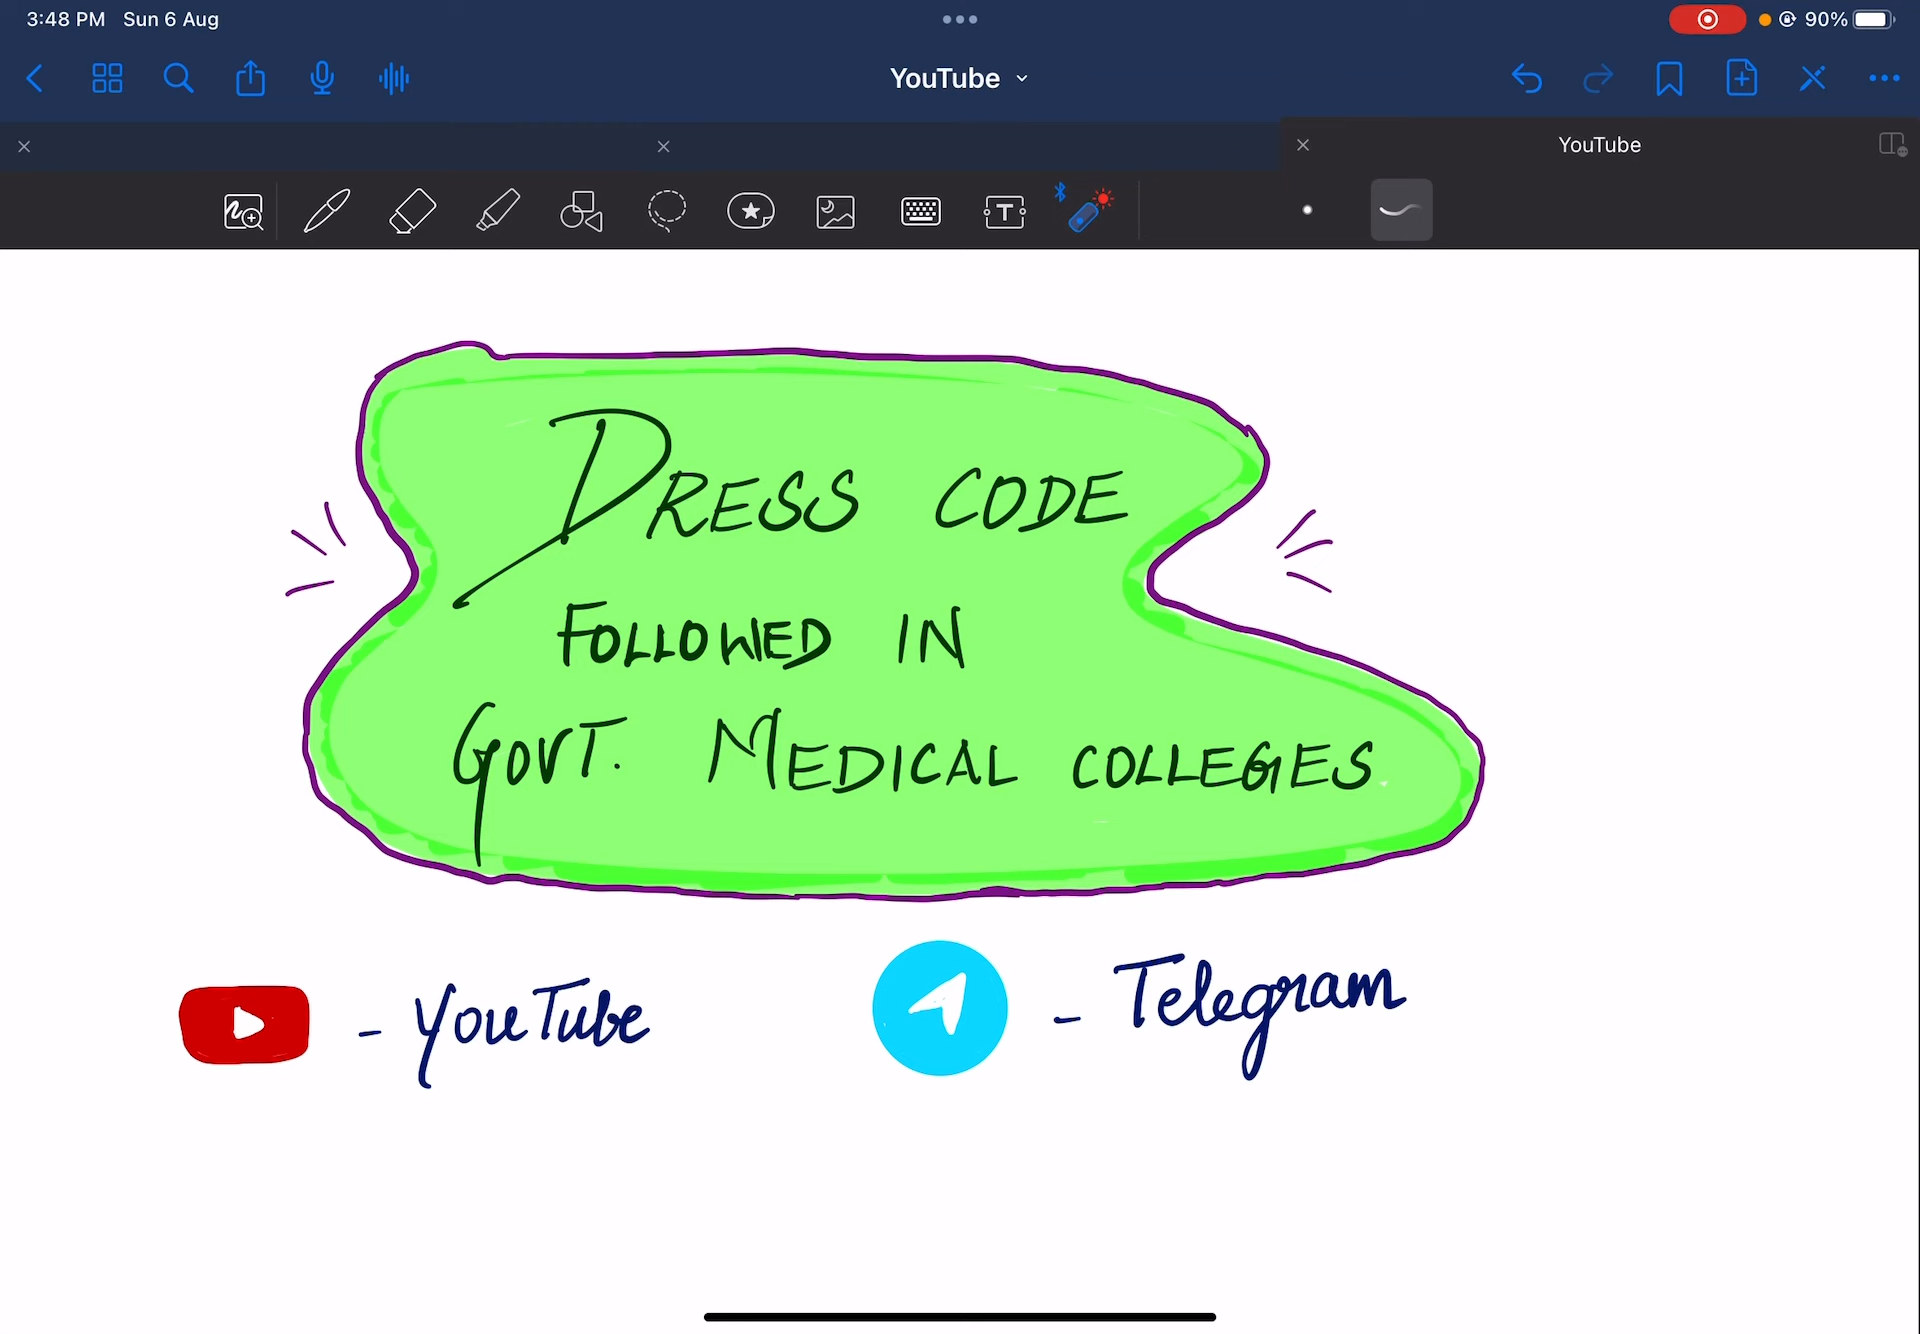 3:48 PM Sun 6 Aug
90%
YouTube
YouTube
T
DRESS CODE
FOLLOWED IN
GOVT. MEDICAL COLLEGES
- YouTube
- Telegram